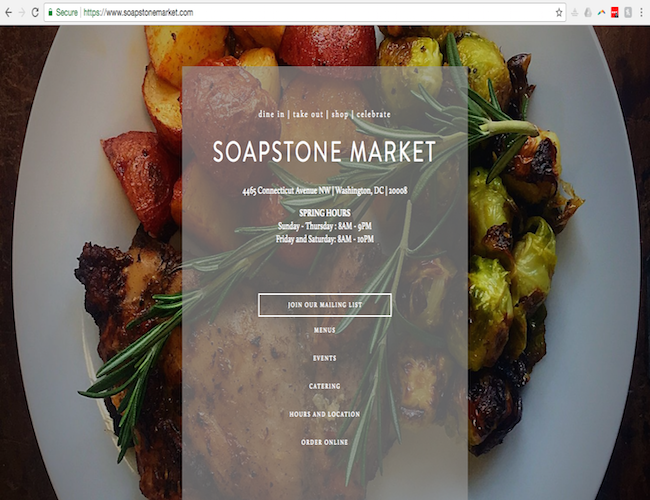 Secure | https://www.soapstonemarket.com
dine in | take out | shop | celebrate
SOAPSTONE MARKET
4465 Connecticut Avenue NW | Washington, DC | 20008
SPRING HOURS
Sunday - Thursday : 8AM - 9PM
Friday and Saturday: 8AM - 10PM
JOIN OUR MAILING LIST
MENUS
EVENTS
CATERING
HOURS AND LOCATION
ORDER ONLINE